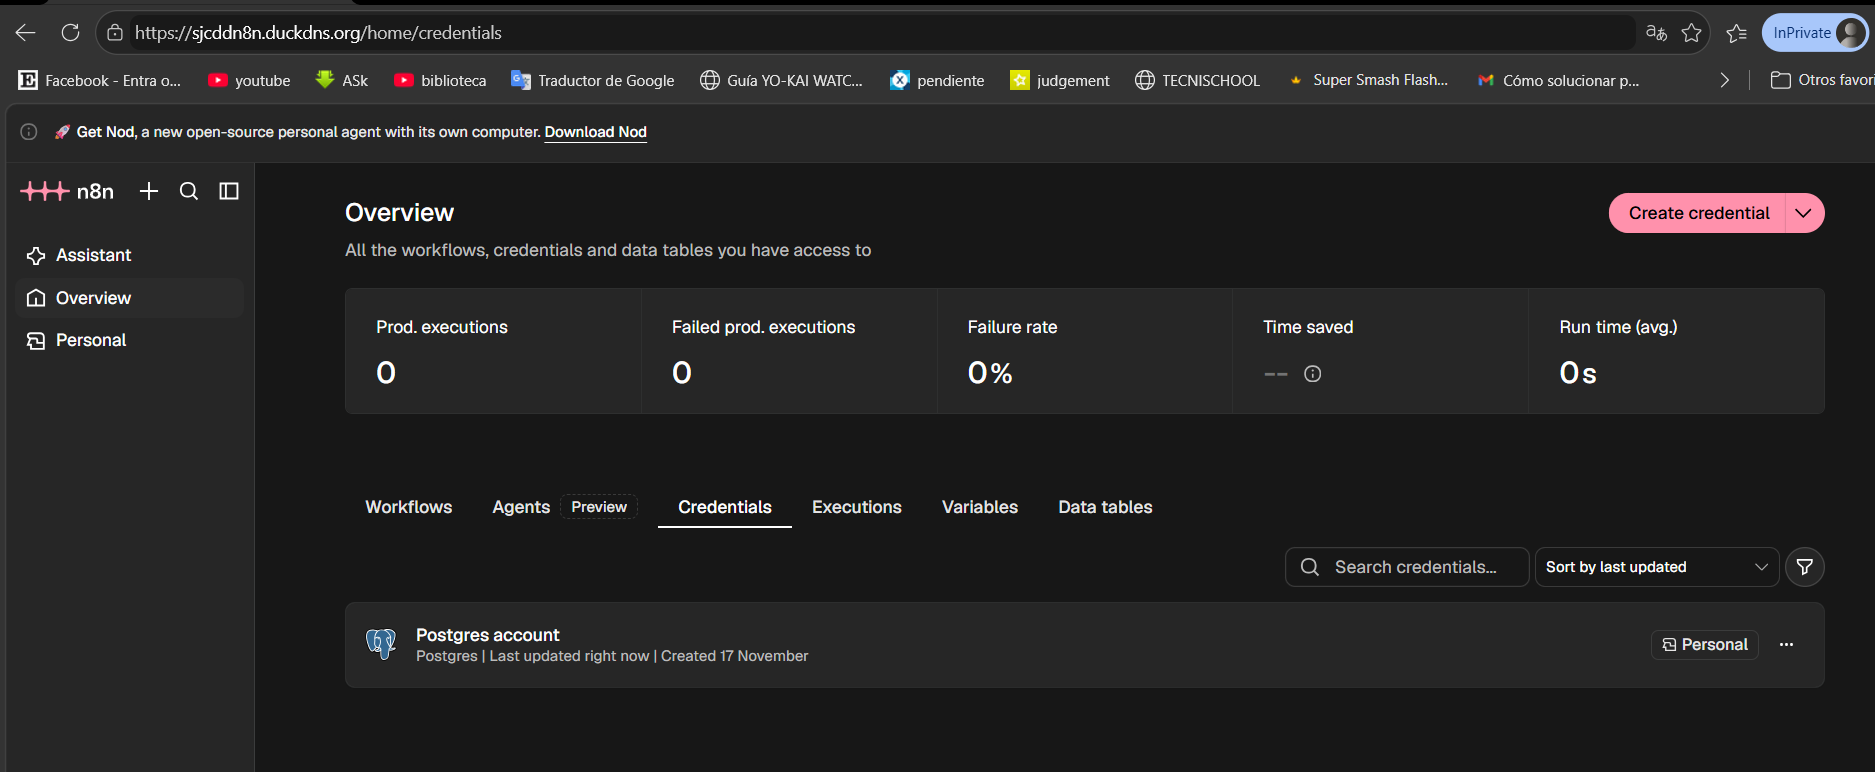 https://sjcddn8n.duckdns.org/home/credentials
InPrivate
Facebook - Entra o...
youtube
ASk
biblioteca
Traductor de Google
Guía YO-KAI WATC...
pendiente
judgement
TECNISCHOOL
Super Smash Flash...
Cómo solucionar p...
Otros favori
🚀 Get Nod, a new open-source personal agent with its own computer. Download Nod
n8n
Assistant
Overview
Personal
Overview
Create credential
All the workflows, credentials and data tables you have access to
Prod. executions
0
Failed prod. executions
0
Failure rate
0%
Time saved
--
Run time (avg.)
0s
Workflows
Agents
Preview
Credentials
Executions
Variables
Data tables
Search credentials...
Sort by last updated
Postgres account
Postgres | Last updated right now | Created 17 November
Personal